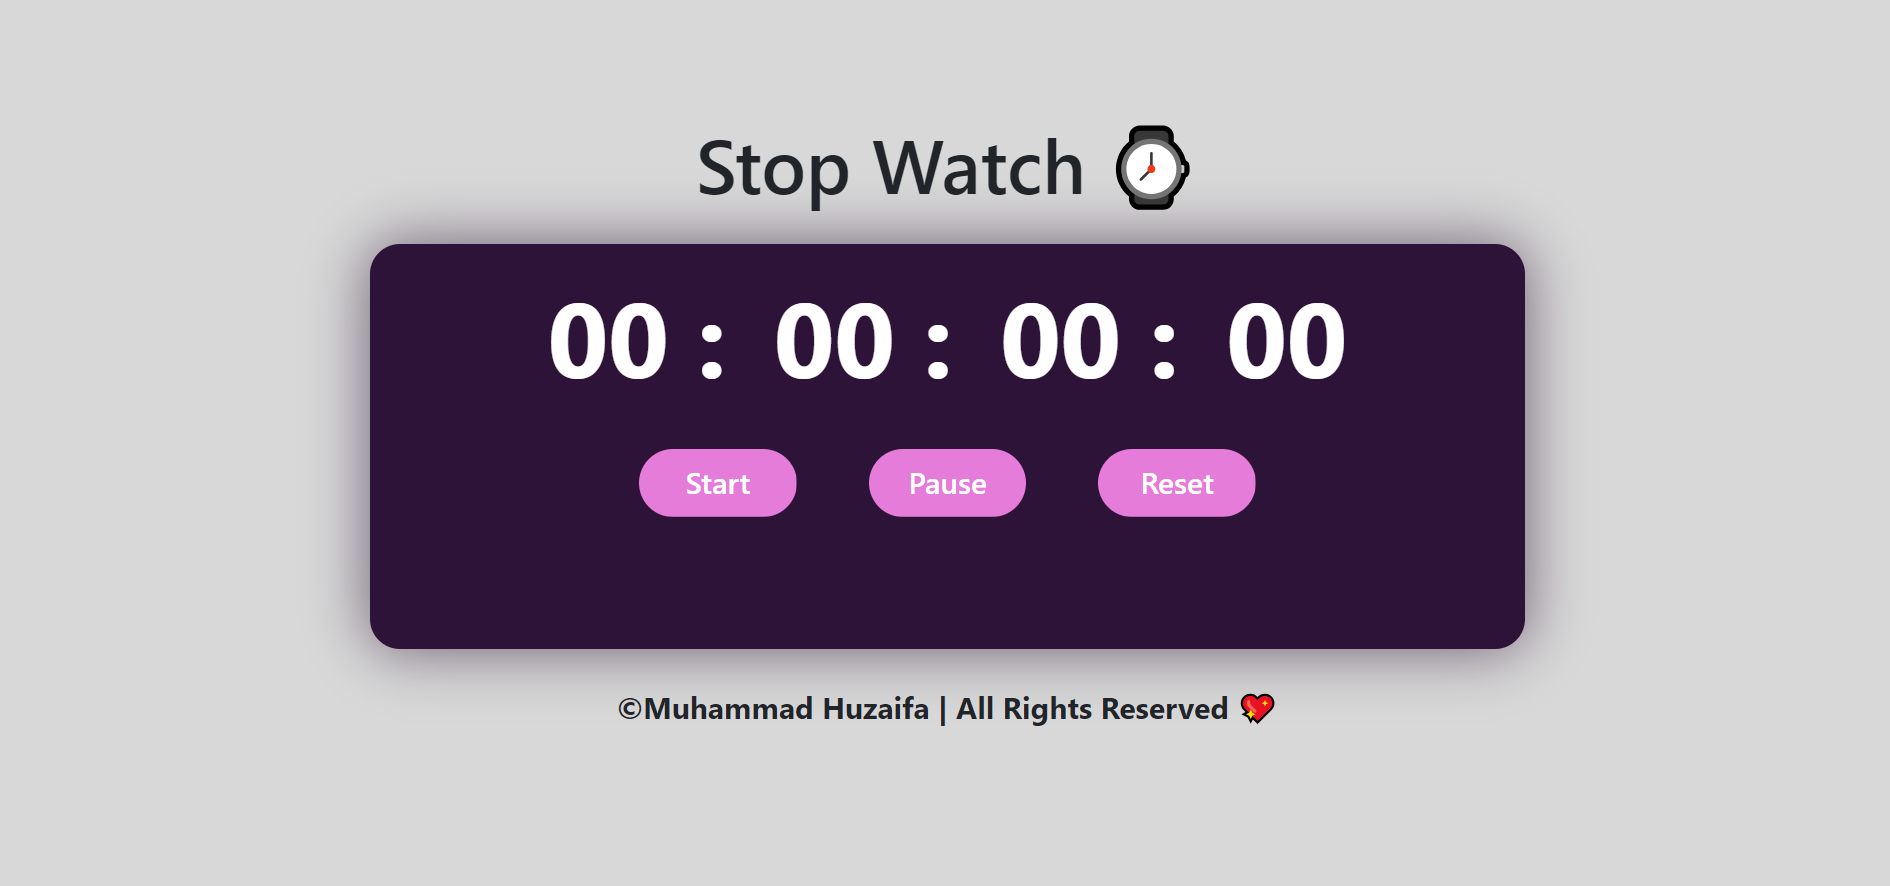 Stop Watch ⌚
00 : 00 : 00 : 00
Start Pause Reset
©Muhammad Huzaifa | All Rights Reserved 💖